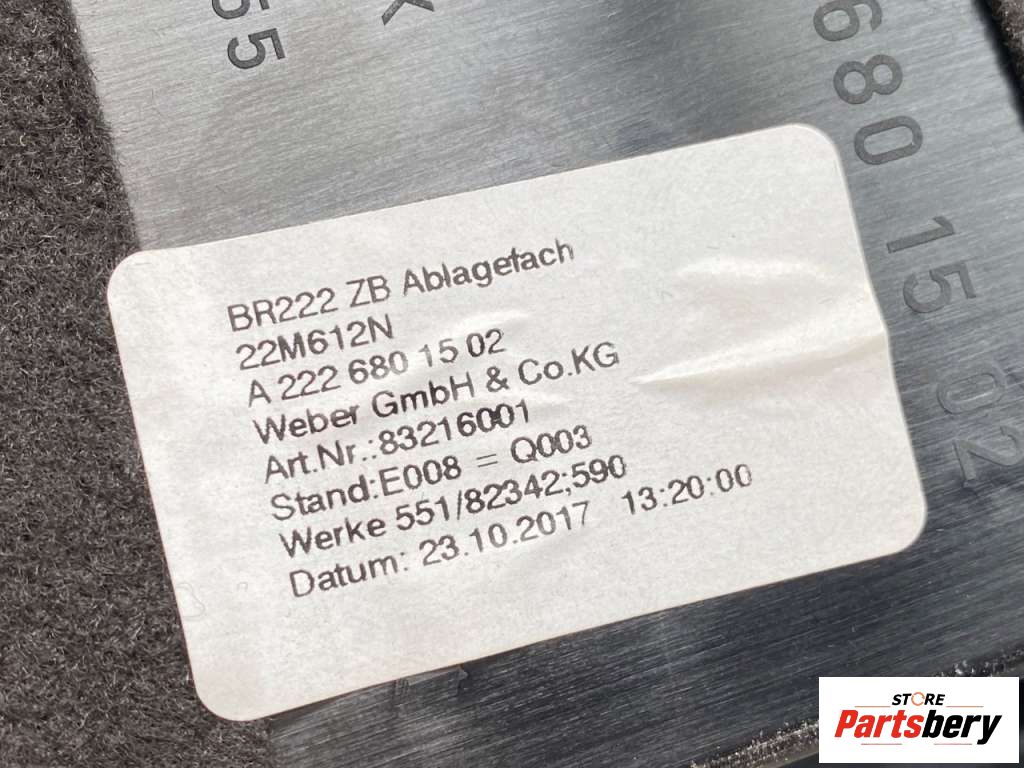 55
K
680 15 02
BR222 ZB Ablagefach
22M612N
A 222 680 15 02
Weber GmbH & Co.KG
Art.Nr.:83216001
Stand:E008 = Q003
Werke 551/82342;590
Datum: 23.10.2017 13:20:00
STORE
Partsbery